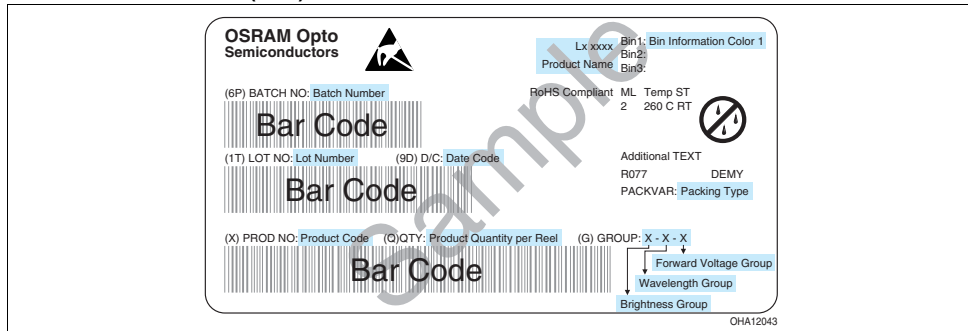 OSRAM Opto
Semiconductors
Lx xxxx
Product Name
Bin1: Bin Information Color 1
Bin2:
Bin3:
RoHS Compliant ML Temp ST
2 260 C RT
(6P) BATCH NO: Batch Number
Bar Code
(1T) LOT NO: Lot Number (9D) D/C: Date Code
Bar Code
Additional TEXT
R077 DEMY
PACKVAR: Packing Type
(X) PROD NO: Product Code (Q)QTY: Product Quantity per Reel (G) GROUP: X - X - X
Bar Code
Forward Voltage Group
Wavelength Group
Brightness Group
Sample
OHA12043